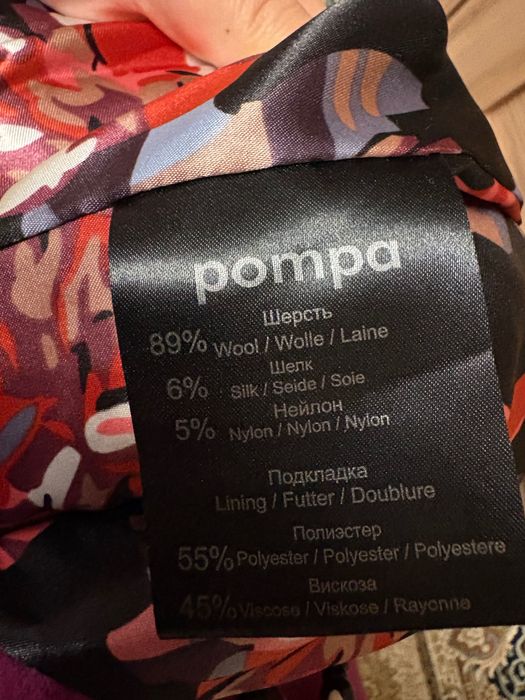 pompa
Шерсть
89% Wool / Wolle / Laine
Шелк
6% Silk / Seide / Soie
Нейлон
5% Nylon / Nylon / Nylon
Подкладка
Lining / Futter / Doublure
Полиэстер
55% Polyester / Polyester / Polyestere
Вискоза
45% Viscose / Viskose / Rayonne